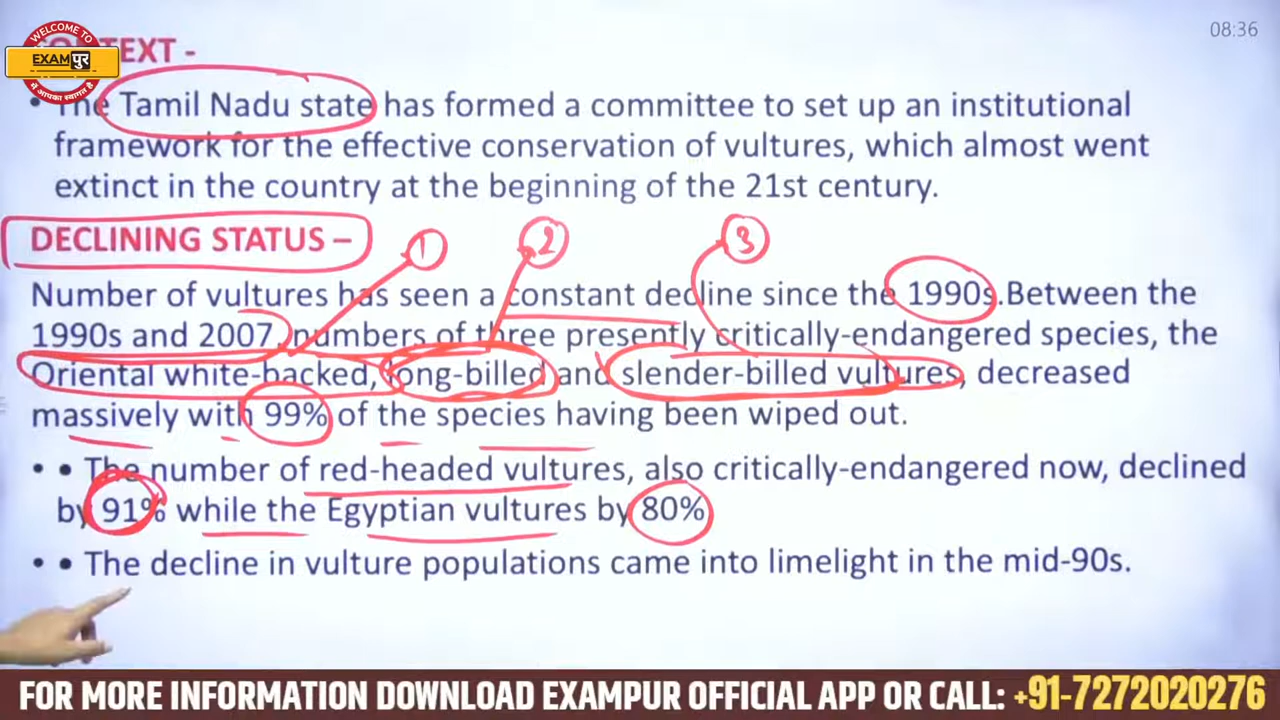 08:36
WELCOME TO
EXAMपुर
में आपका स्वागत है
CONTEXT -
• The Tamil Nadu state has formed a committee to set up an institutional
framework for the effective conservation of vultures, which almost went
extinct in the country at the beginning of the 21st century.
DECLINING STATUS –
1 2 3
Number of vultures has seen a constant decline since the 1990s.Between the
1990s and 2007, numbers of three presently critically-endangered species, the
Oriental white-backed, long-billed and slender-billed vultures, decreased
massively with 99% of the species having been wiped out.
• • The number of red-headed vultures, also critically-endangered now, declined
by 91% while the Egyptian vultures by 80%
• • The decline in vulture populations came into limelight in the mid-90s.
FOR MORE INFORMATION DOWNLOAD EXAMPUR OFFICIAL APP OR CALL: +91-7272020276